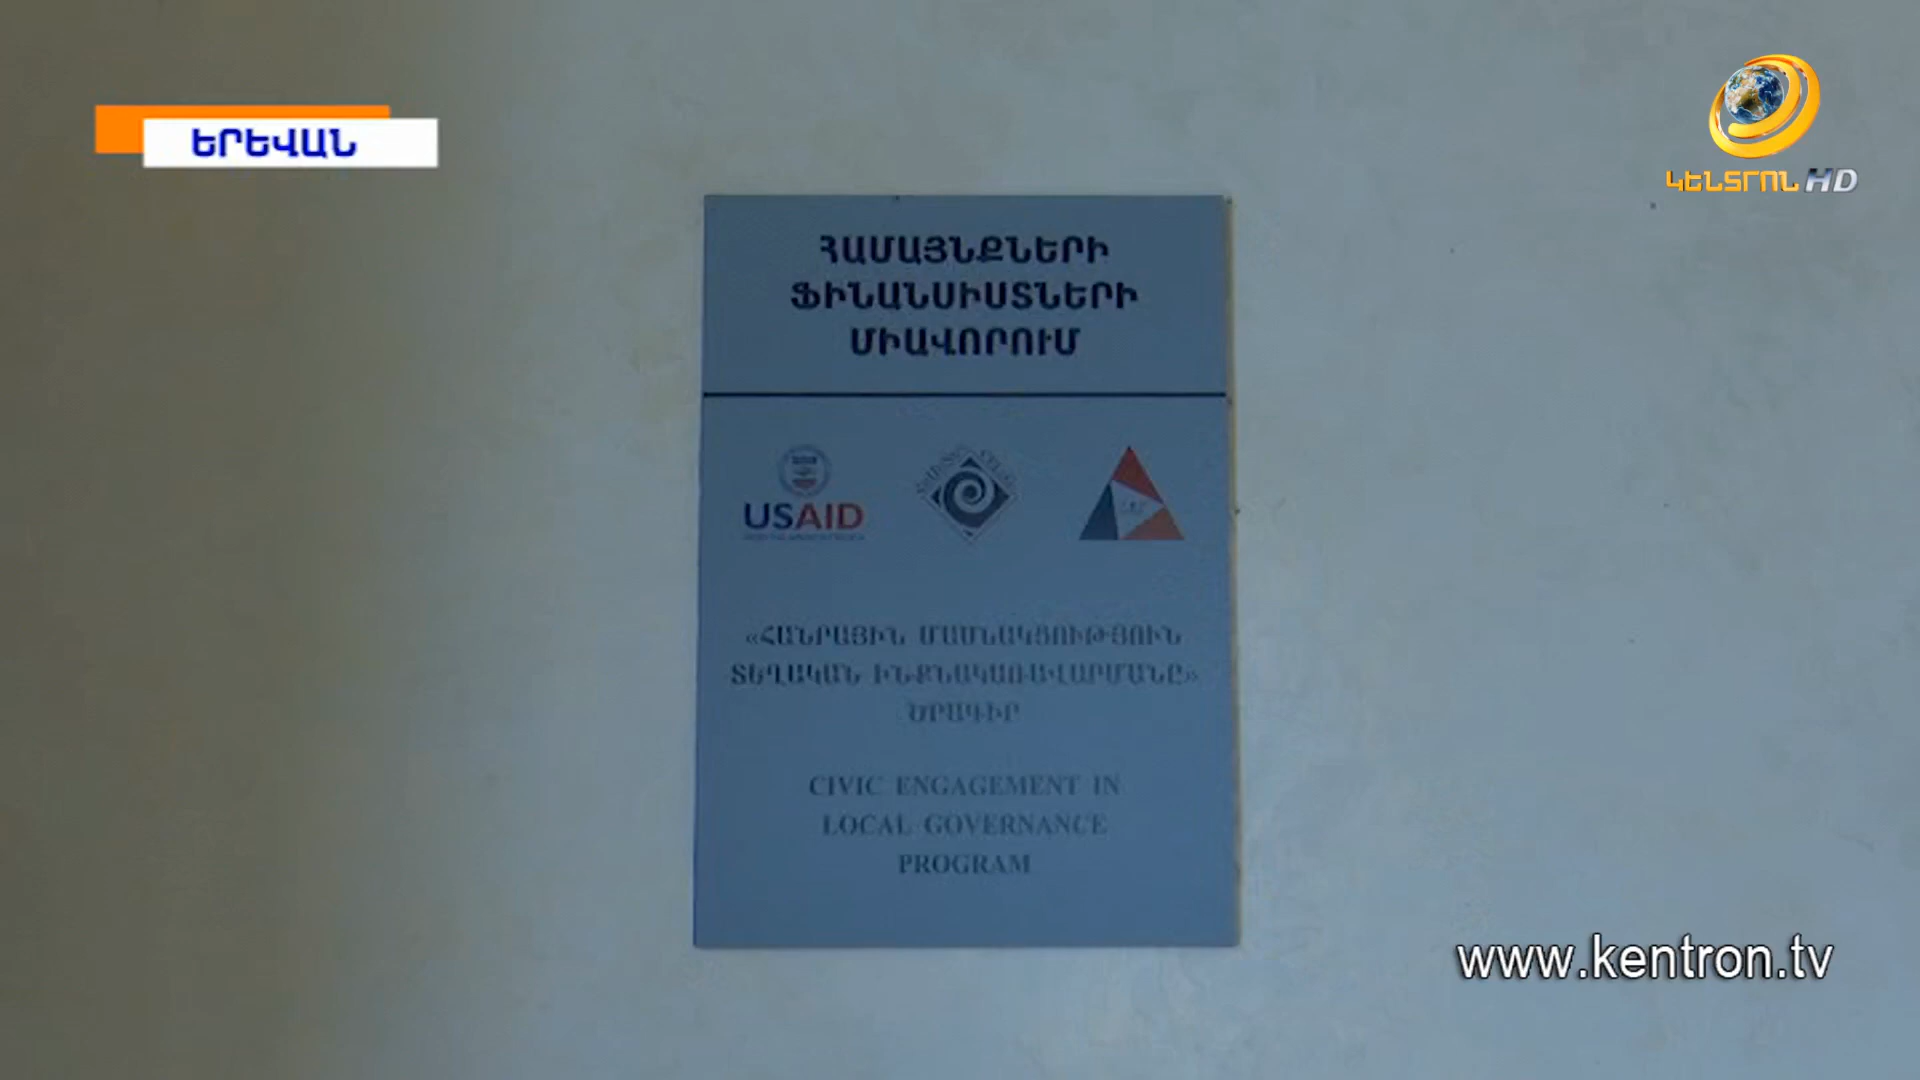 ԵՐԵՎԱՆ
ԿԵՆՏՐՈՆ HD
ՀԱՄԱՅՆՔՆԵՐԻ
ՖԻՆԱՆՍԻՍՏՆԵՐԻ
ՄԻԱՎՈՐՈՒՄ
USAID
«ՀԱՆՐԱՅԻՆ ՄԱՍՆԱԿՑՈՒԹՅՈՒՆ
ՏԵՂԱԿԱՆ ԻՆՔՆԱԿԱՌԱՎԱՐՄԱՆԸ»
ԾՐԱԳԻՐ
CIVIC ENGAGEMENT IN
LOCAL GOVERNANCE
PROGRAM
www.kentron.tv